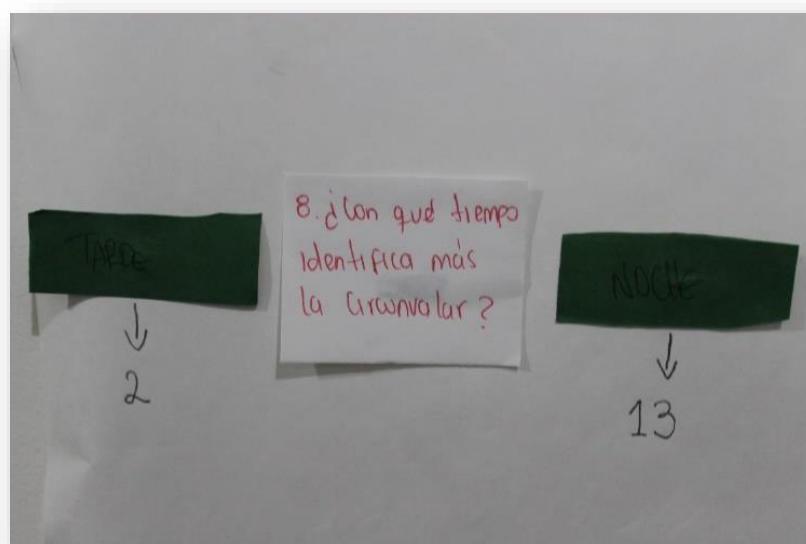 TARDE
2
8. ¿Con qué tiempo
identifica más
la Circunvalar?
NOCHE
13